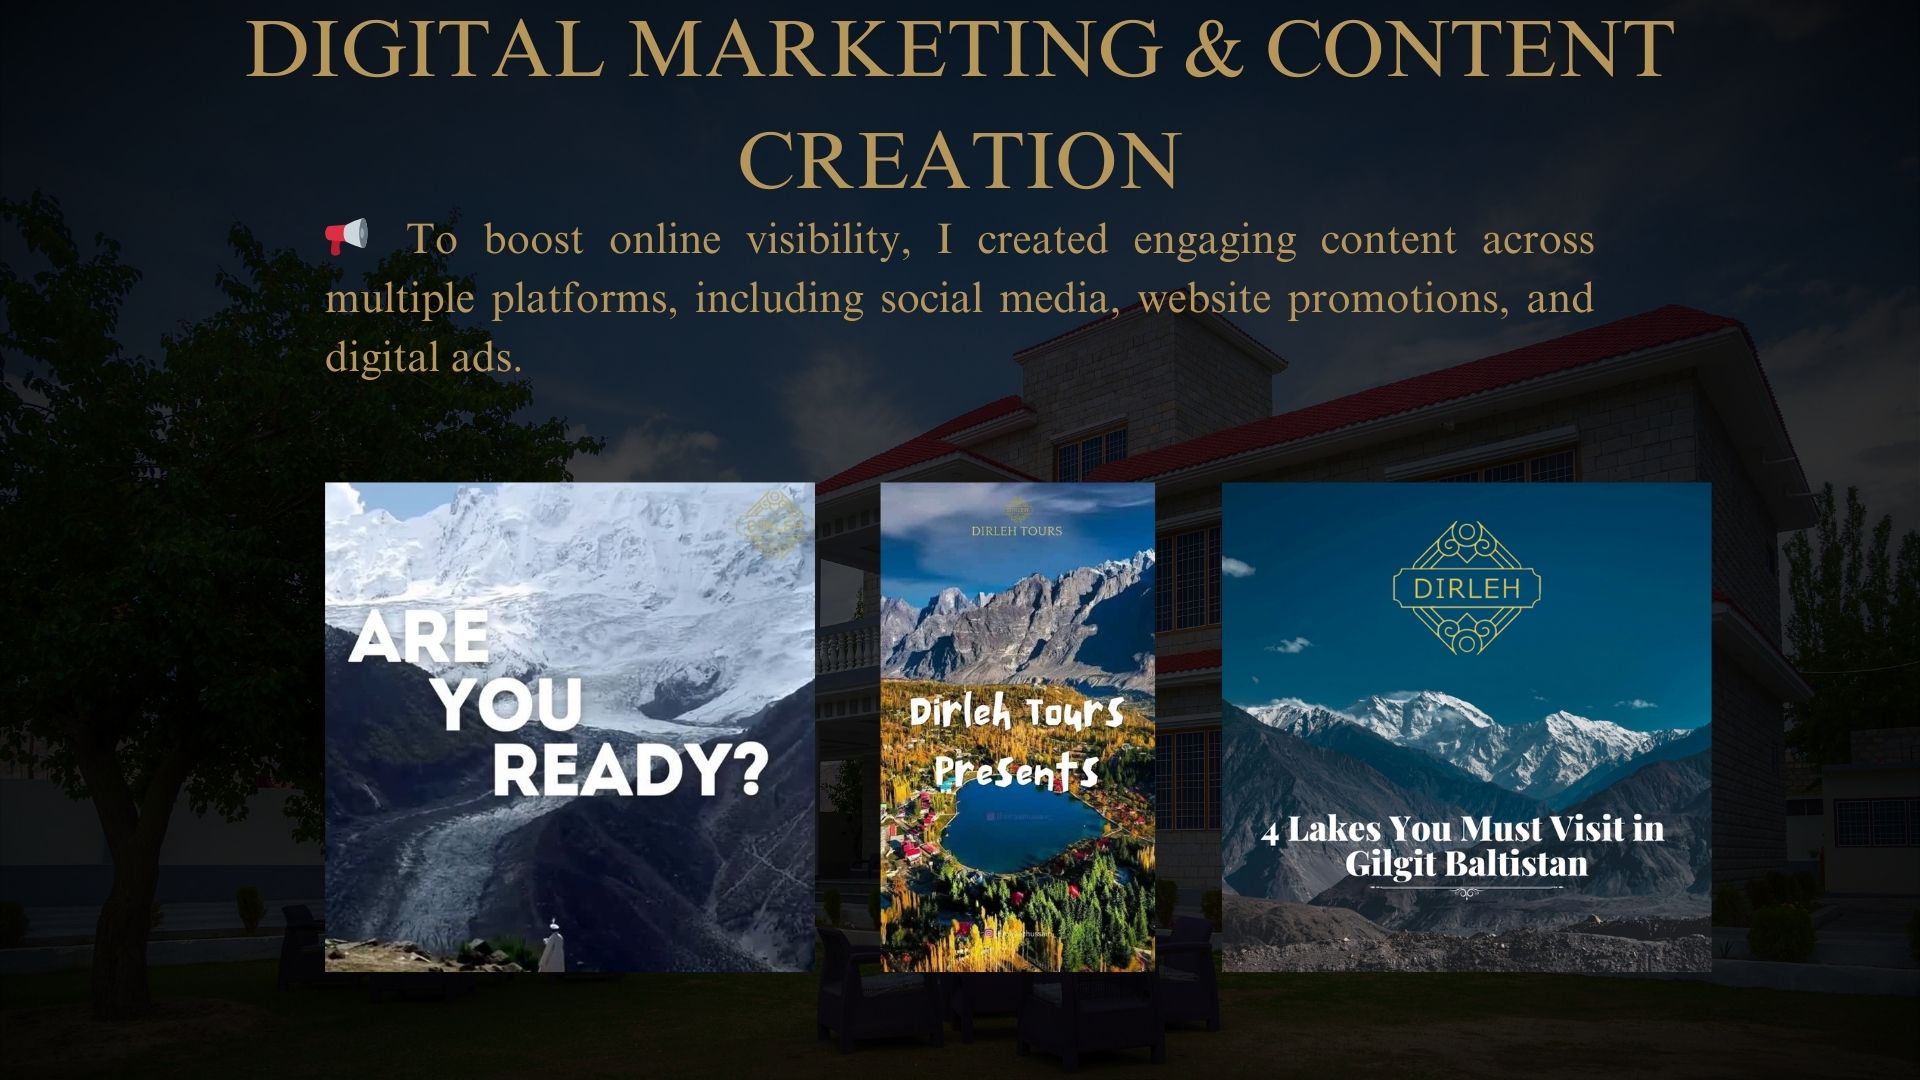 DIGITAL MARKETING & CONTENT
CREATION
📢 To boost online visibility, I created engaging content across
multiple platforms, including social media, website promotions, and
digital ads.
DIRLEH
ARE
YOU
READY?
DIRLEH
DIRLEH TOURS
Dirleh Tours
Presents
DIRLEH
4 Lakes You Must Visit in
Gilgit Baltistan